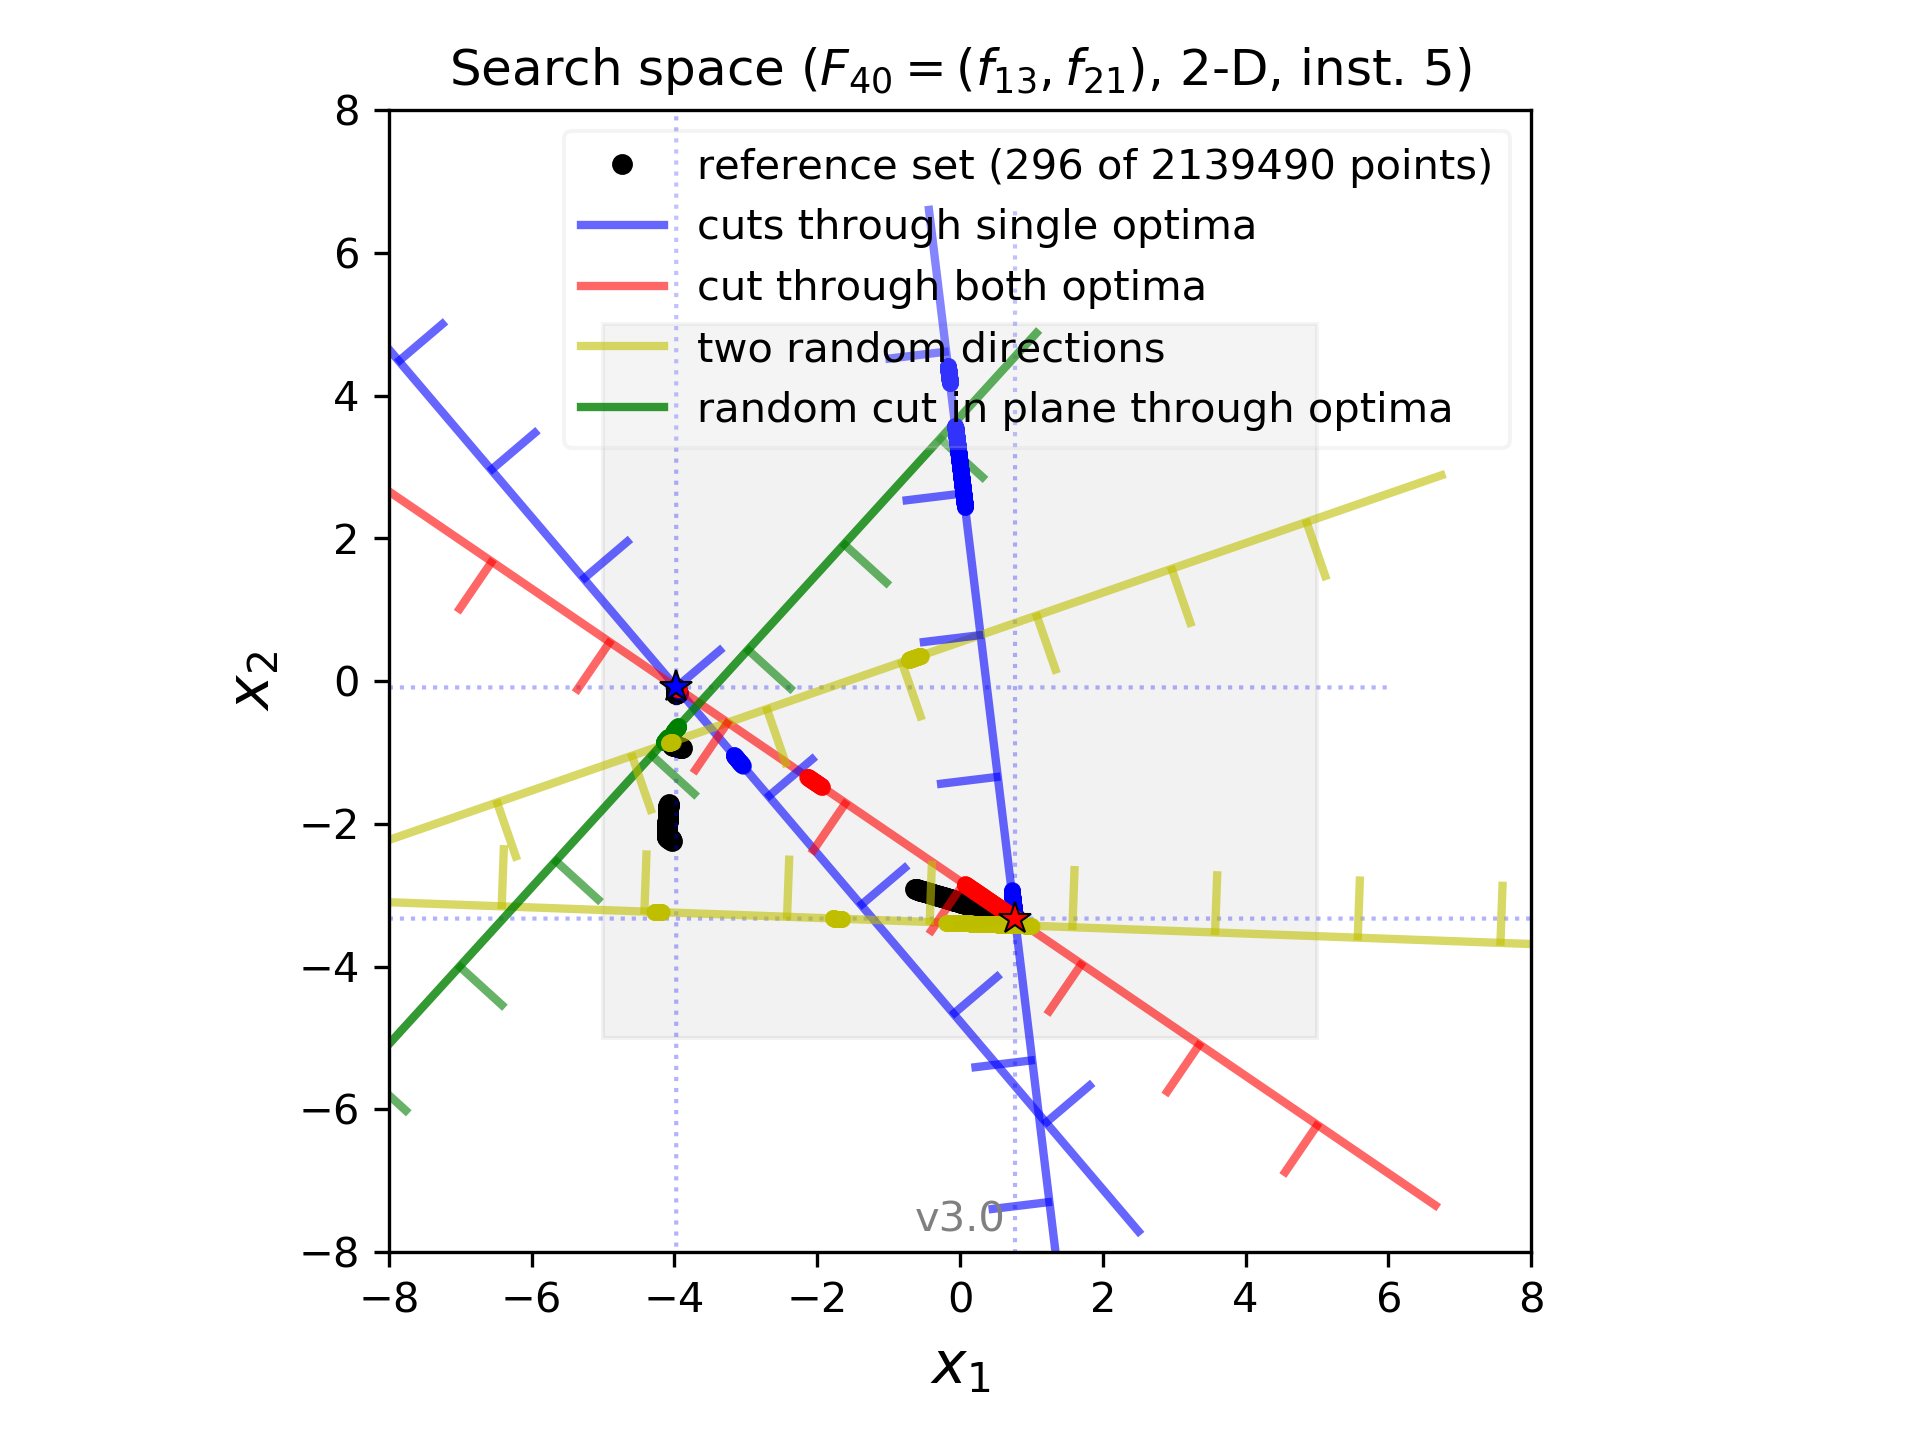 Search space (F40 = (f13, f21), 2-D, inst. 5)
8
6
4
2
0
−2
−4
−6
−8
x2
reference set (296 of 2139490 points)
cuts through single optima
cut through both optima
two random directions
random cut in plane through optima
v3.0
−8 −6 −4 −2 0 2 4 6 8
x1